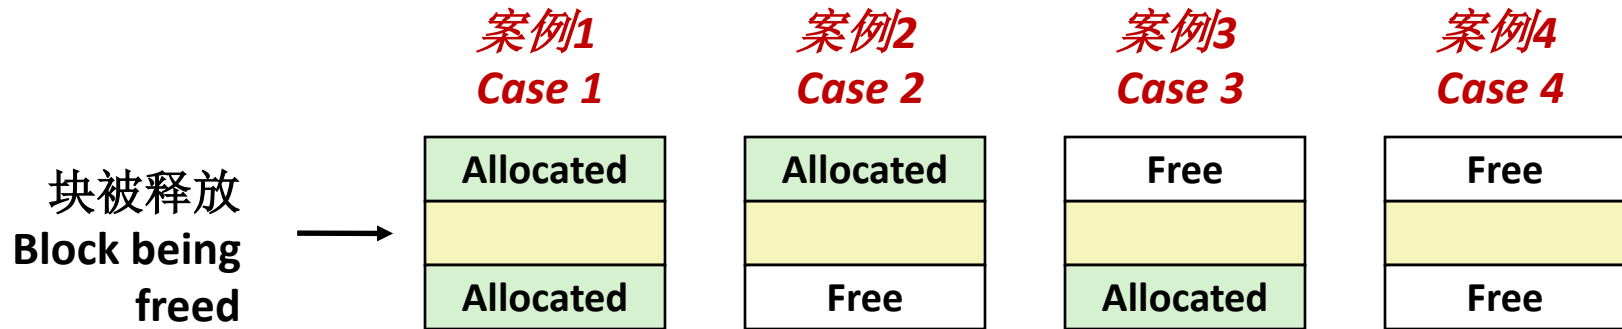 案例1
Case 1
案例2
Case 2
案例3
Case 3
案例4
Case 4
块被释放
Block being
freed
Allocated
Allocated
Allocated
Free
Free
Allocated
Free
Free